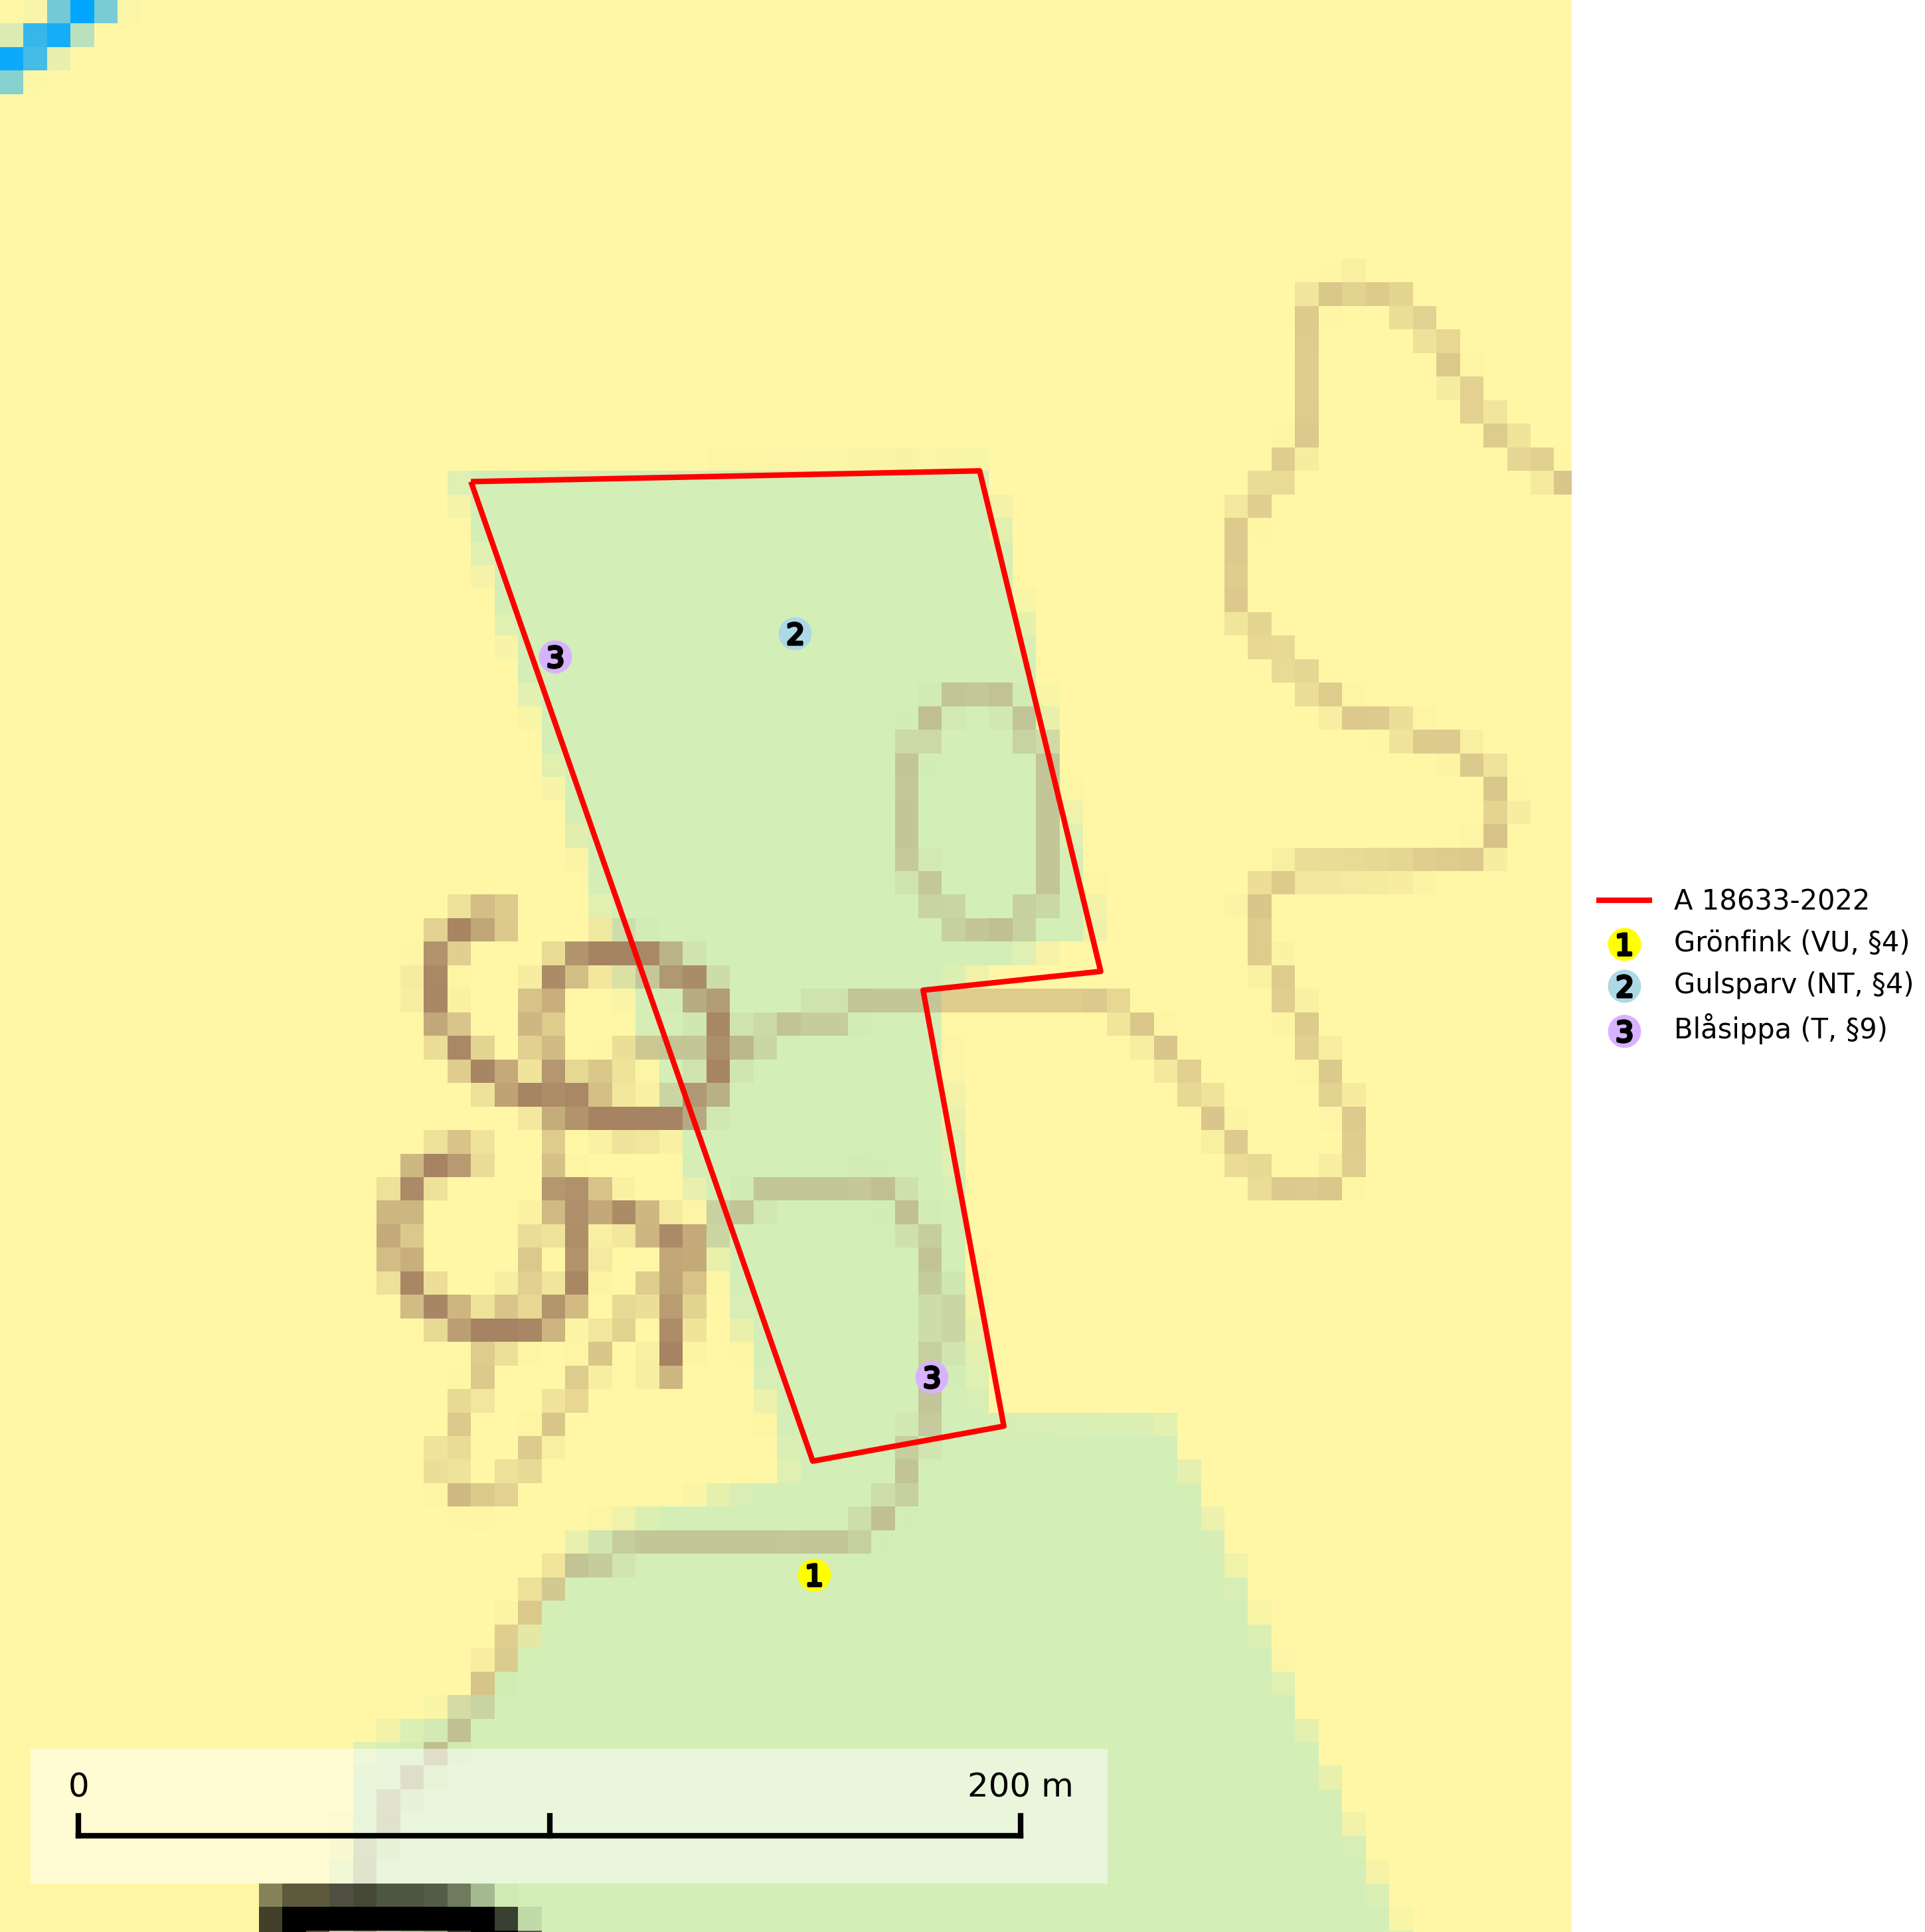 2
3
3
1
0 200 m
A 18633-2022
1 Grönfink (VU, §4)
2 Gulsparv (NT, §4)
3 Blåsippa (T, §9)